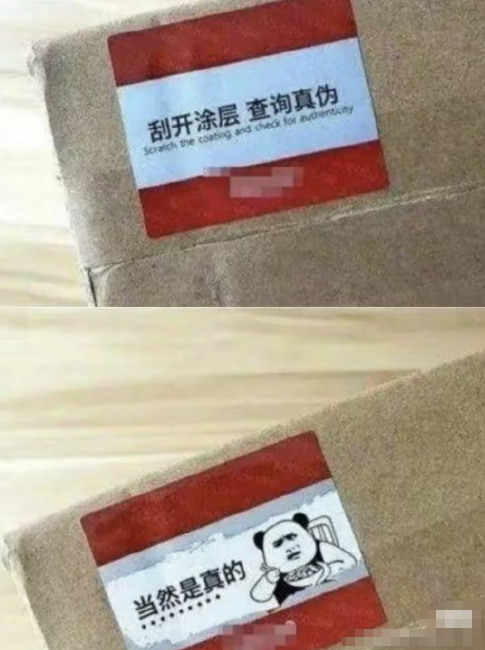 刮开涂层 查询真伪
Scratch the coating and check for authenticity
当然是真的